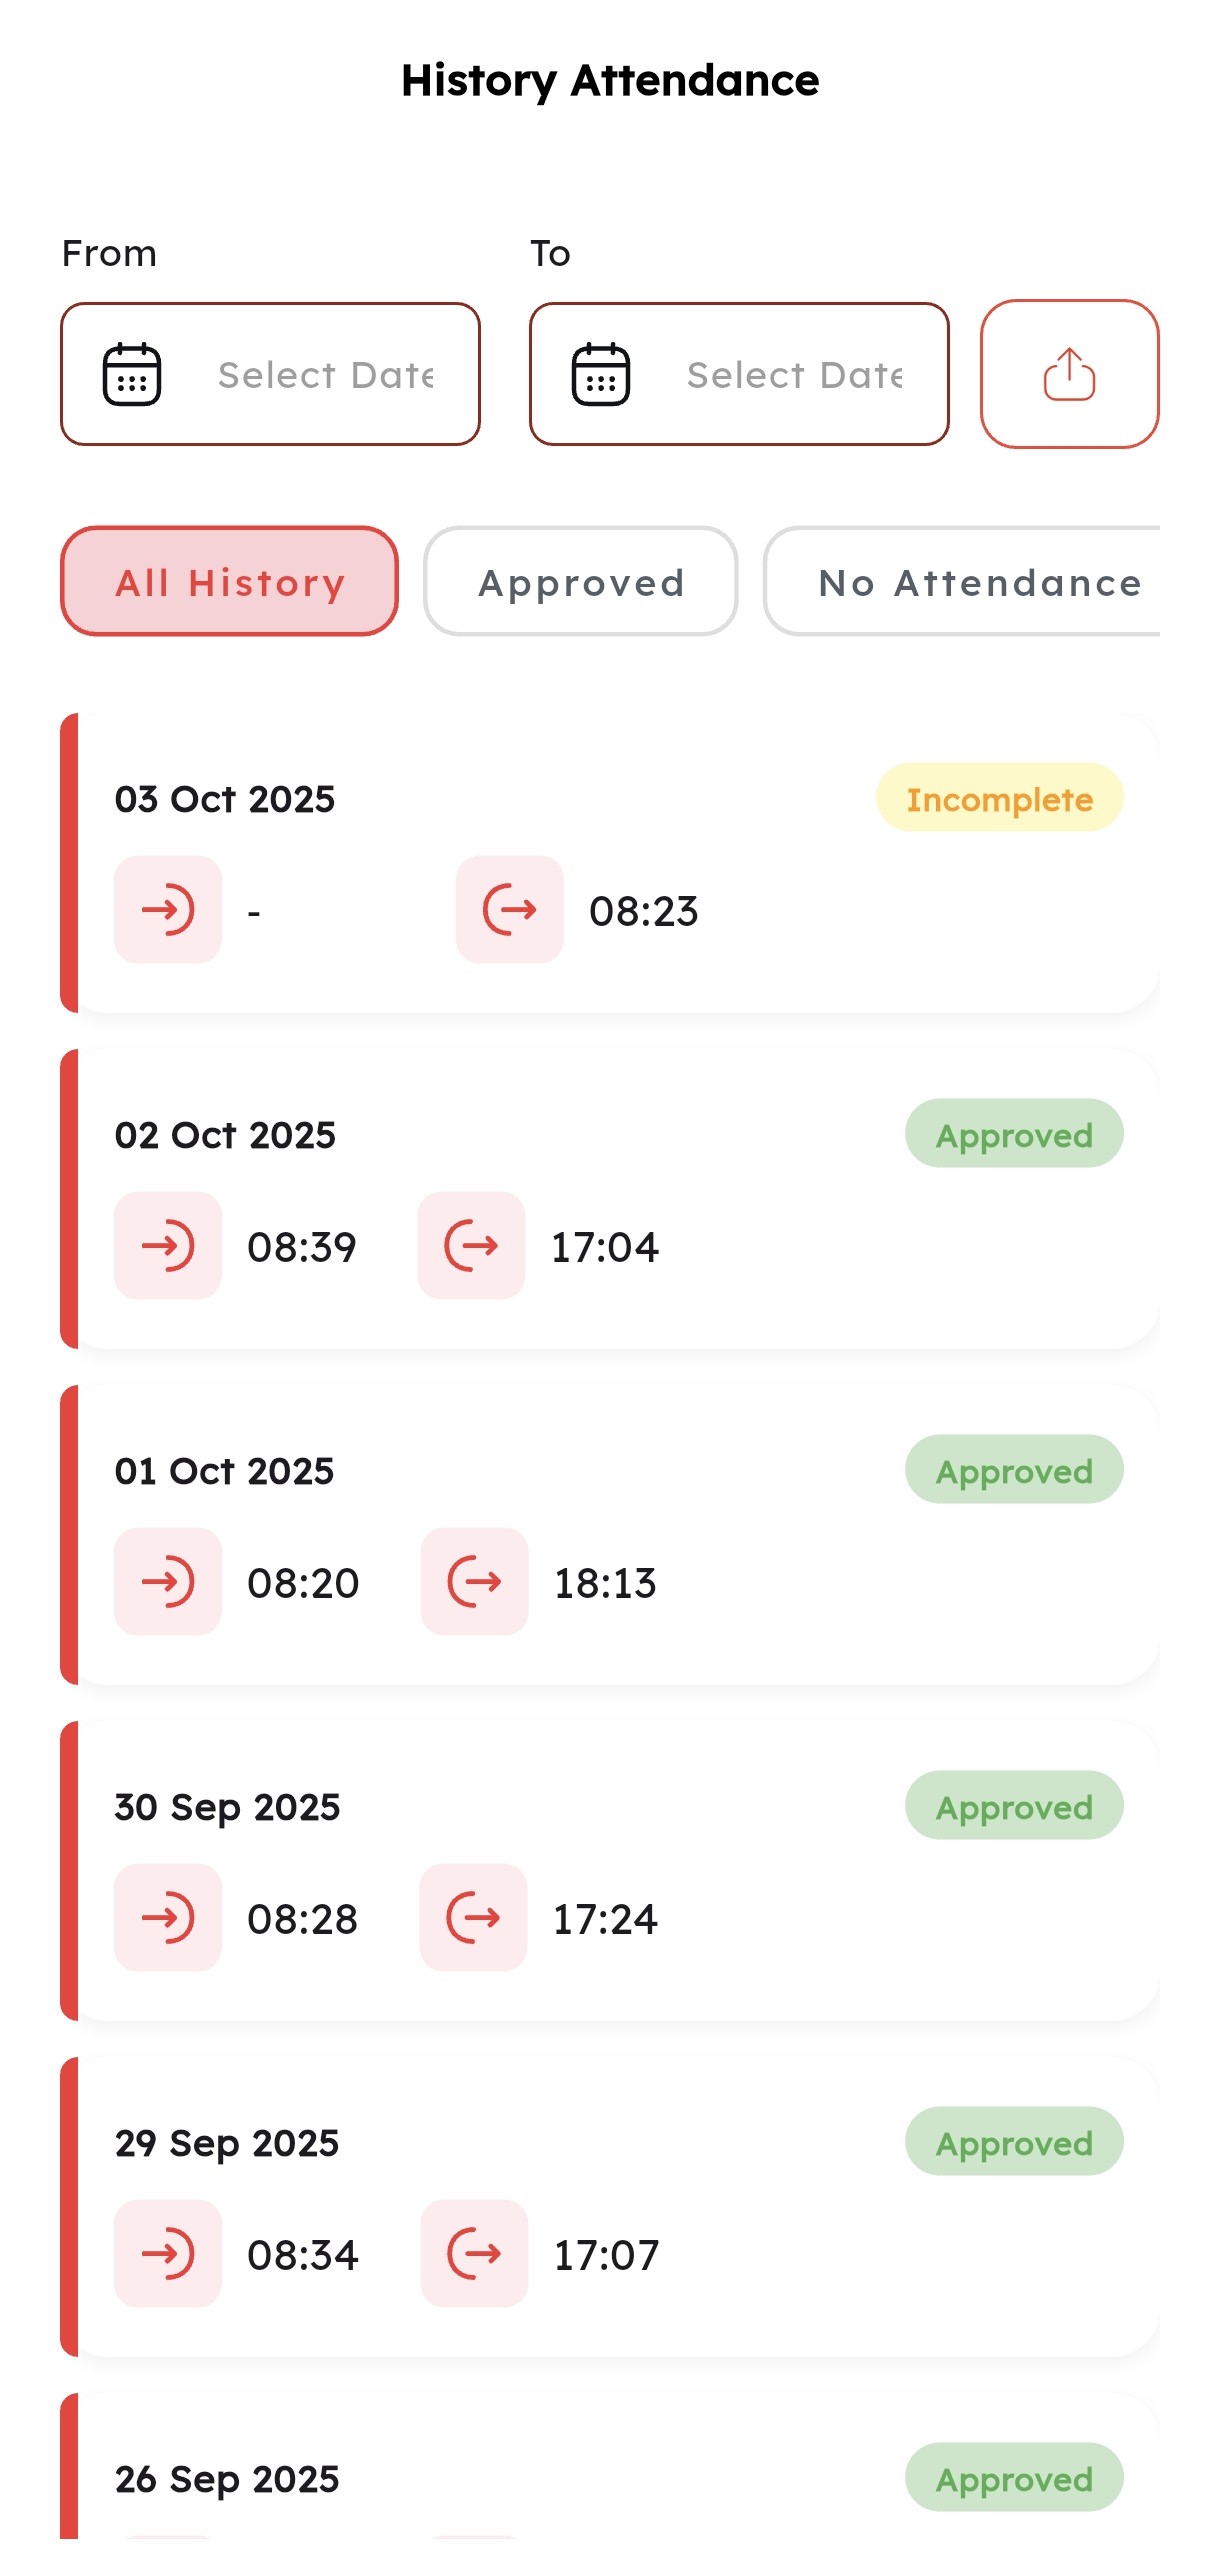 History Attendance
From To
Select Date Select Date
All History Approved No Attendance
03 Oct 2025 Incomplete
- 08:23
02 Oct 2025 Approved
08:39 17:04
01 Oct 2025 Approved
08:20 18:13
30 Sep 2025 Approved
08:28 17:24
29 Sep 2025 Approved
08:34 17:07
26 Sep 2025 Approved